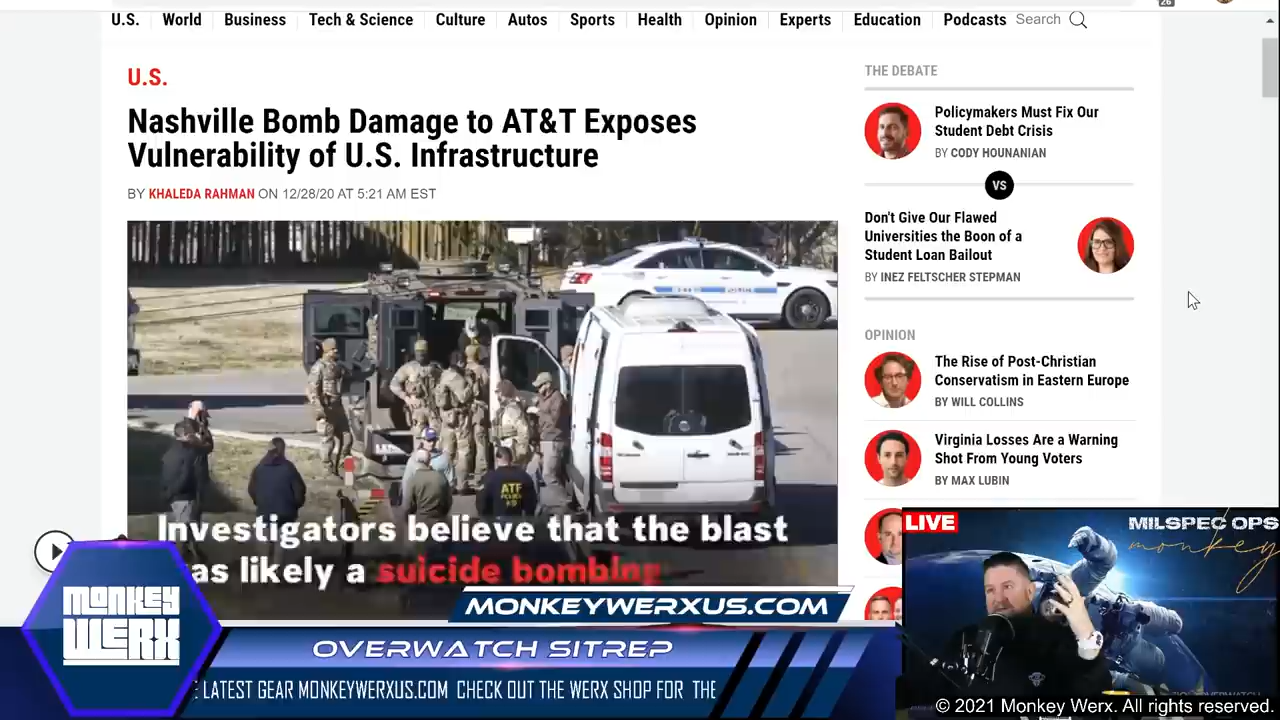 26
U.S. World Business Tech & Science Culture Autos Sports Health Opinion Experts Education Podcasts Search
U.S.
Nashville Bomb Damage to AT&T Exposes
Vulnerability of U.S. Infrastructure
BY KHALEDA RAHMAN ON 12/28/20 AT 5:21 AM EST
ATF
Investigators believe that the blast
as likely a suicide bombing
THE DEBATE
Policymakers Must Fix Our
Student Debt Crisis
BY CODY HOUNANIAN
VS
Don't Give Our Flawed
Universities the Boon of a
Student Loan Bailout
BY INEZ FELTSCHER STEPMAN
OPINION
The Rise of Post-Christian
Conservatism in Eastern Europe
BY WILL COLLINS
Virginia Losses Are a Warning
Shot From Young Voters
BY MAX LUBIN
LIVE
MILSPEC OPS
monkey
MONKEY
WERX
MONKEYWERXUS.COM
OVERWATCH SITREP
LATEST GEAR MONKEYWERXUS.COM CHECK OUT THE WERX SHOP FOR THE
© 2021 Monkey Werx. All rights reserved.